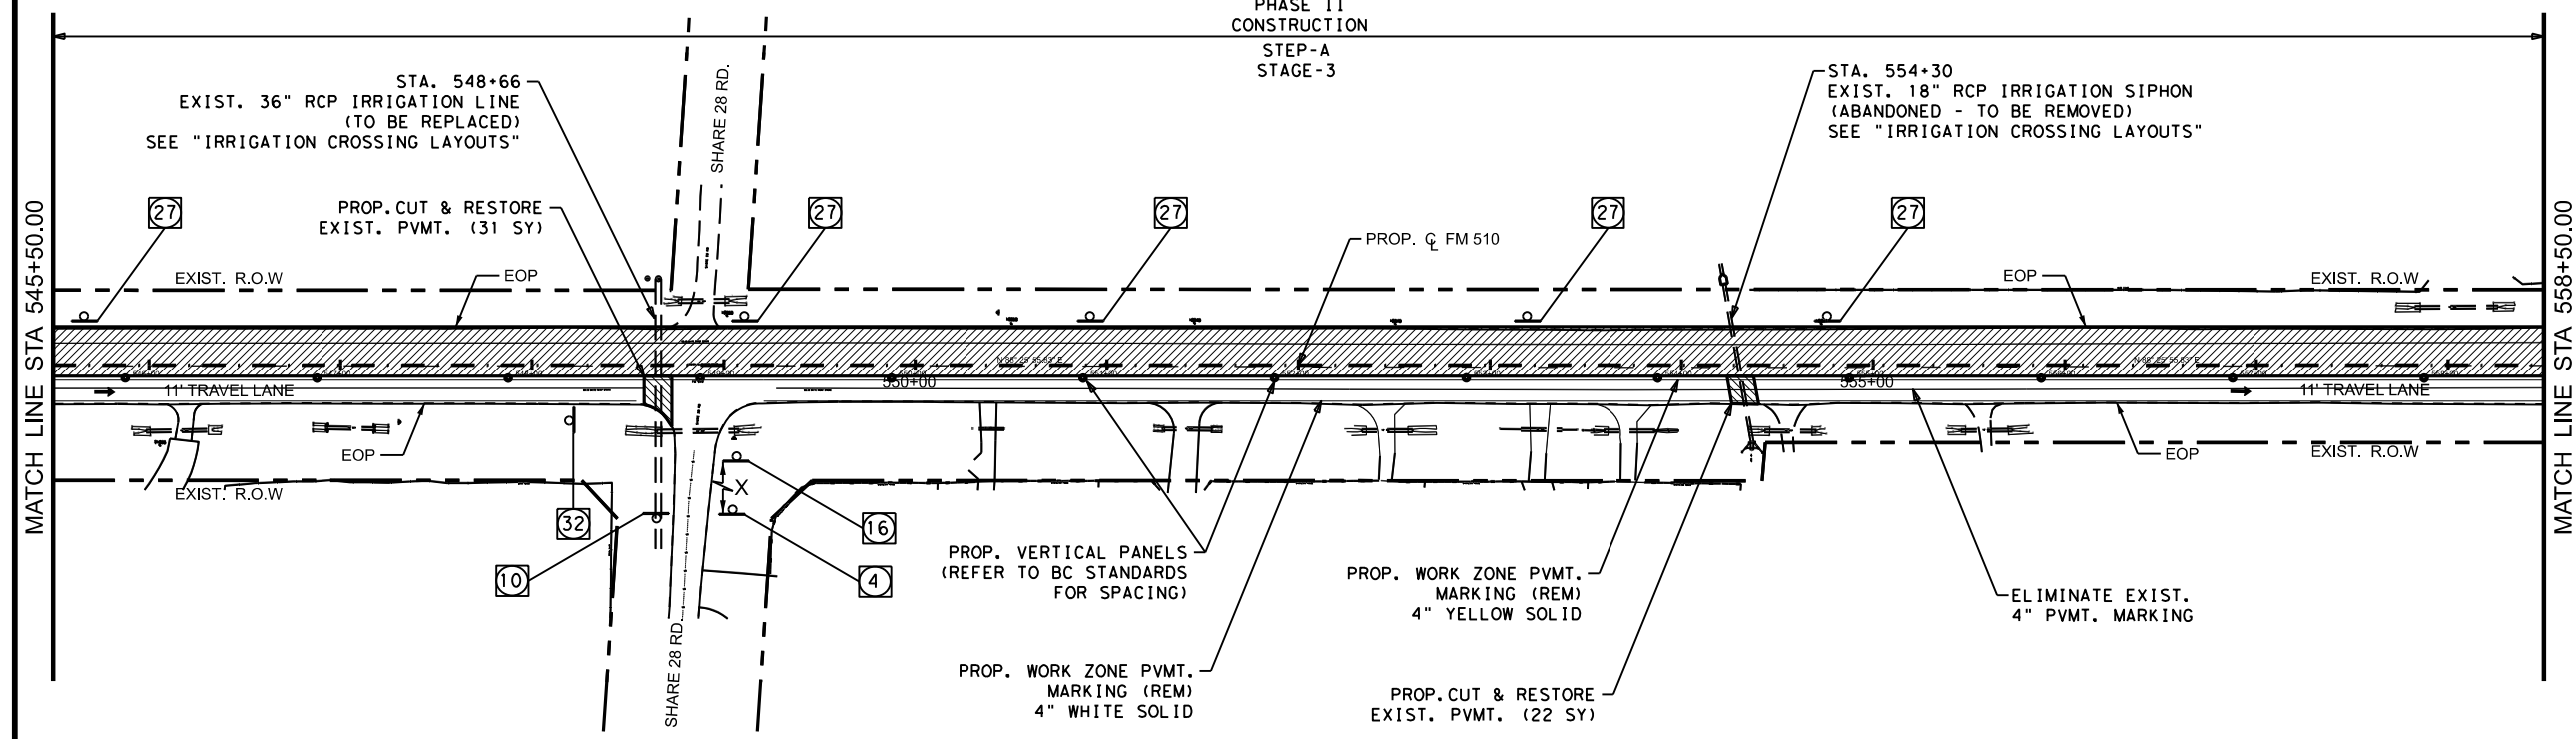 PHASE II
CONSTRUCTION
STEP-A
STAGE-3
STA. 548+66
EXIST. 36" RCP IRRIGATION LINE
(TO BE REPLACED)
SEE "IRRIGATION CROSSING LAYOUTS"
SHARE 28 RD.
STA. 554+30
EXIST. 18" RCP IRRIGATION SIPHON
(ABANDONED - TO BE REMOVED)
SEE "IRRIGATION CROSSING LAYOUTS"
PROP.CUT & RESTORE
EXIST. PVMT. (31 SY)
27
27
27
27
27
PROP. ℄ FM 510
EXIST. R.O.W
EOP
EOP
EXIST. R.O.W
MATCH LINE STA 545+50.00
MATCH LINE STA 558+50.00
11' TRAVEL LANE
550+00
555+00
11' TRAVEL LANE
EOP
EOP
EXIST. R.O.W
EXIST. R.O.W
X
32
16
10
4
PROP. VERTICAL PANELS
(REFER TO BC STANDARDS
FOR SPACING)
PROP. WORK ZONE PVMT.
MARKING (REM)
4" YELLOW SOLID
ELIMINATE EXIST.
4" PVMT. MARKING
SHARE 28 RD.
PROP. WORK ZONE PVMT.
MARKING (REM)
4" WHITE SOLID
PROP.CUT & RESTORE
EXIST. PVMT. (22 SY)